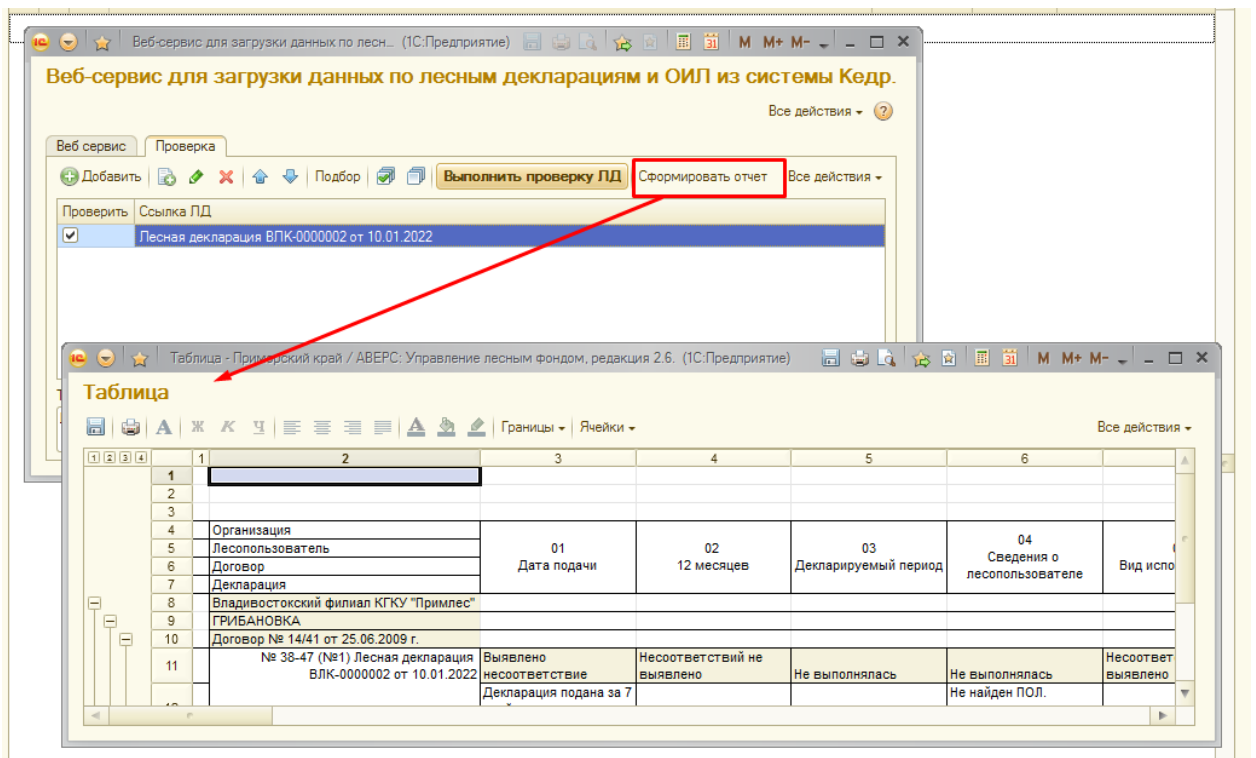 Веб-сервис для загрузки данных по лесн... (1С:Предприятие)
M M+ M-
Веб-сервис для загрузки данных по лесным декларациям и ОИЛ из системы Кедр.
Все действия
Веб сервис Проверка
Добавить Подбор Выполнить проверку ЛД Сформировать отчет Все действия
Проверить Ссылка ЛД
Лесная декларация ВЛК-0000002 от 10.01.2022
Таблица - Приморский край / АВЕРС: Управление лесным фондом, редакция 2.6. (1С:Предприятие)
M M+ M-
Таблица
Ж К Ч Границы Ячейки Все действия
1 2 3 4 1 2 3 4 5 6
1
2
3
4 Организация
5 Лесопользователь
6 Договор
7 Декларация
01
Дата подачи
02
12 месяцев
03
Декларируемый период
04
Сведения о
лесопользователе
Вид испо
8 Владивостокский филиал КГКУ "Примлес"
9 ГРИБАНОВКА
10 Договор № 14/41 от 25.06.2009 г.
11 № 38-47 (№1) Лесная декларация
ВЛК-0000002 от 10.01.2022
Выявлено
несоответствие
Несоответствий не
выявлено
Не выполнялась
Не выполнялась
Несоответ
выявлено
Декларация подана за 7
Не найден ПОЛ.